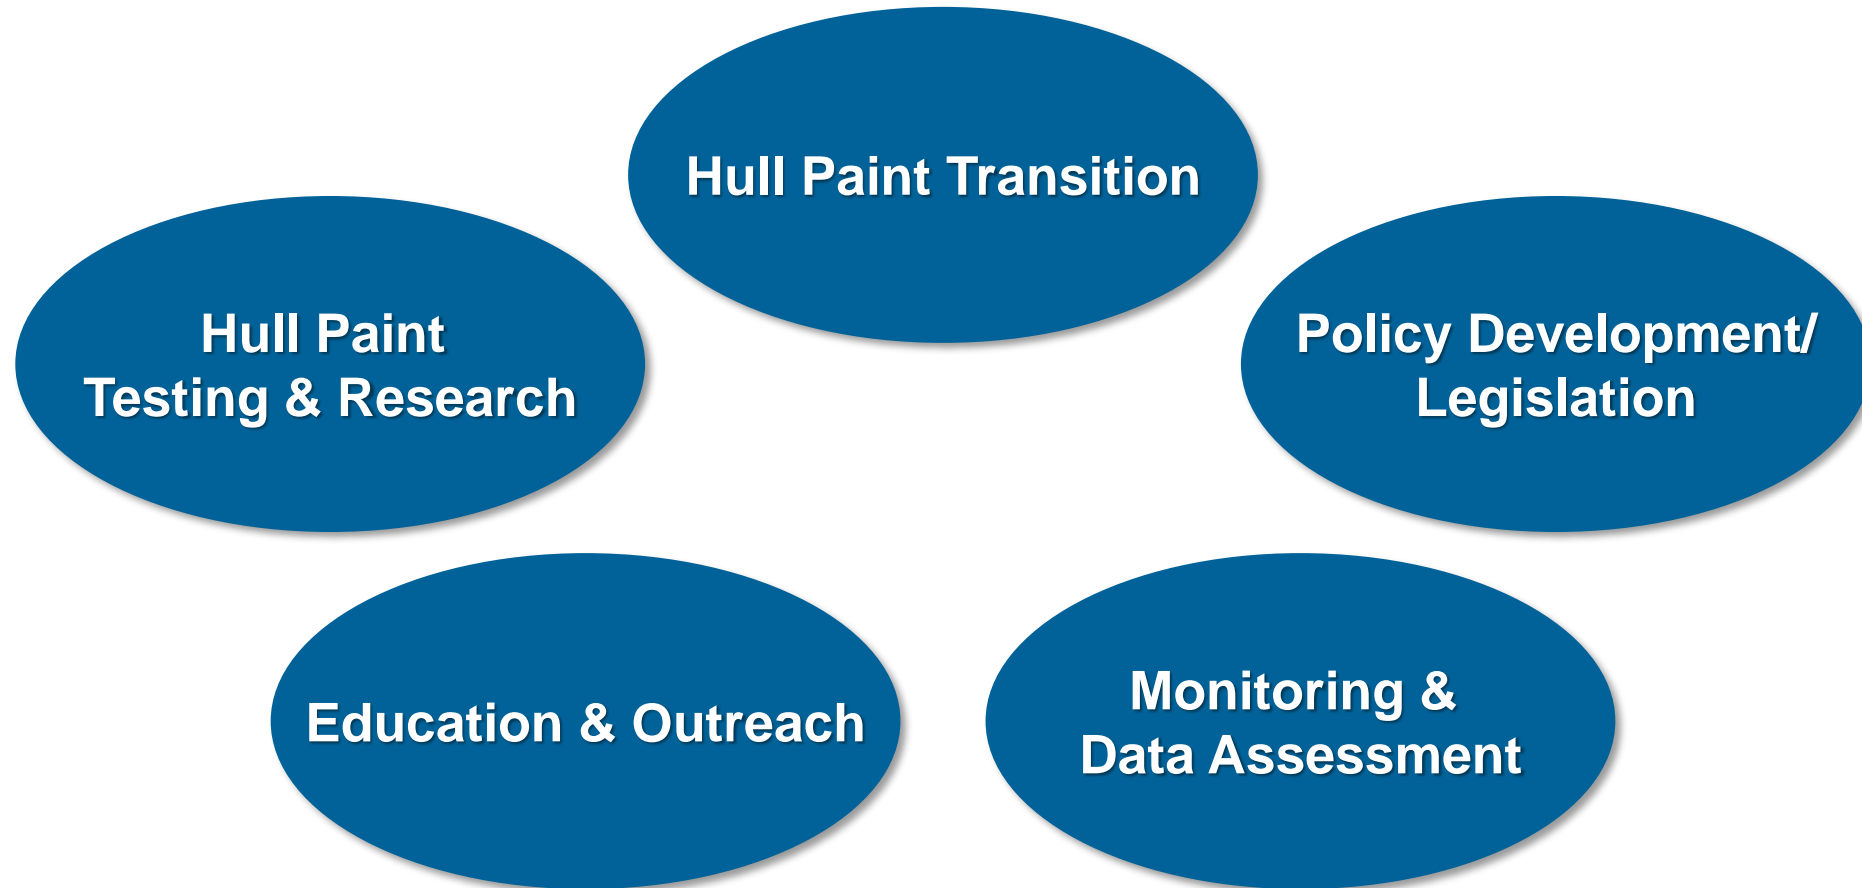 Hull Paint Transition
Hull Paint
Testing & Research
Policy Development/
Legislation
Education & Outreach
Monitoring &
Data Assessment